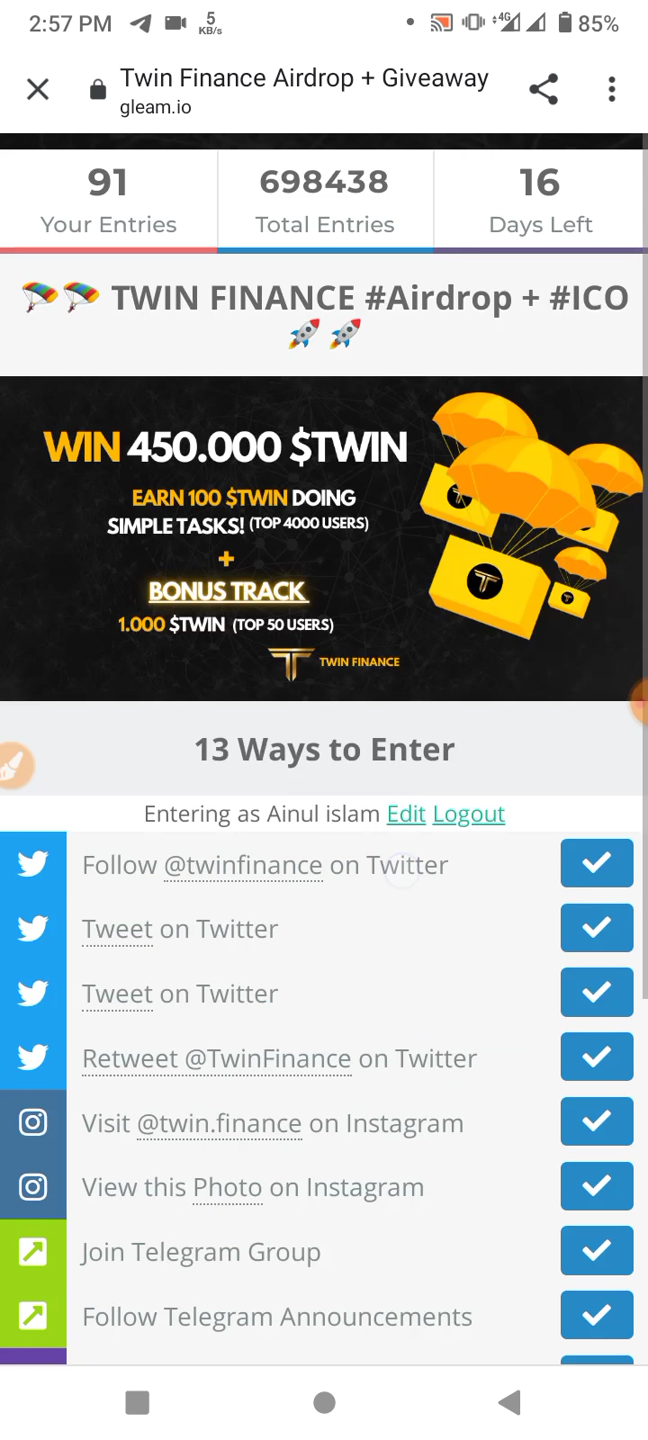 2:57 PM 5 KB/s 4G 85%
Twin Finance Airdrop + Giveaway
gleam.io
91 698438 16
Your Entries Total Entries Days Left
🪂🪂 TWIN FINANCE #Airdrop + #ICO
🚀 🚀
WIN 450.000 $TWIN
EARN 100 $TWIN DOING
SIMPLE TASKS! (TOP 4000 USERS)
+
BONUS TRACK
1.000 $TWIN (TOP 50 USERS)
TWIN FINANCE
13 Ways to Enter
Entering as Ainul islam Edit Logout
Follow @twinfinance on Twitter
Tweet on Twitter
Tweet on Twitter
Retweet @TwinFinance on Twitter
Visit @twin.finance on Instagram
View this Photo on Instagram
Join Telegram Group
Follow Telegram Announcements